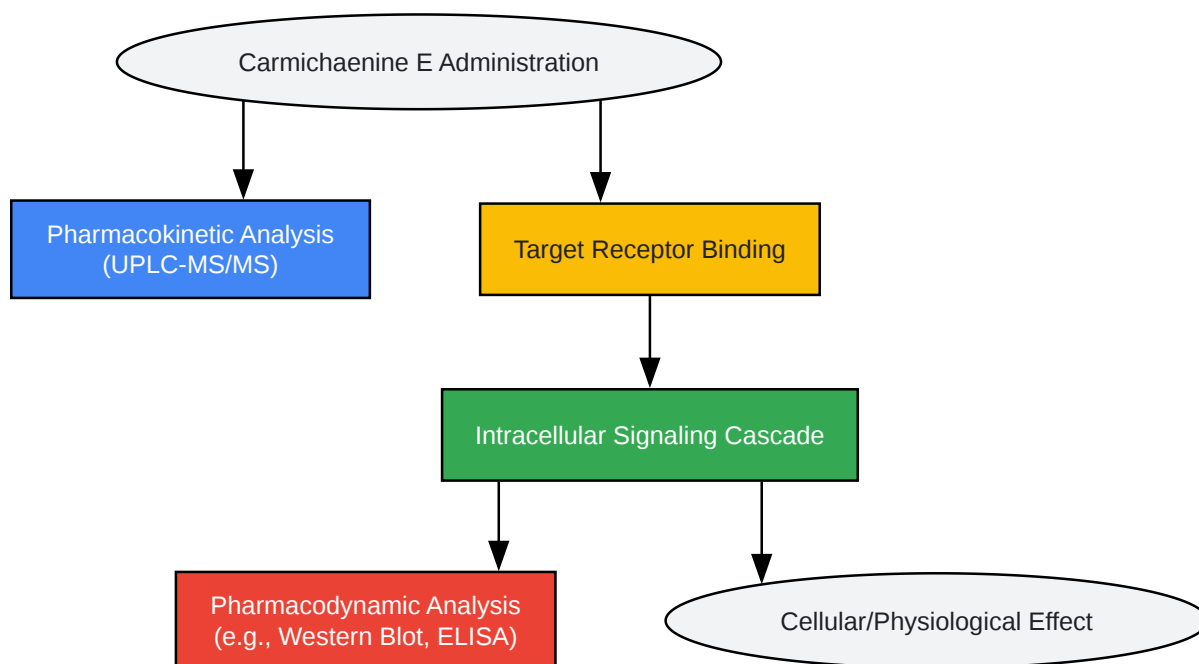 Carmichaenine E Administration
Pharmacokinetic Analysis
(UPLC-MS/MS)
Target Receptor Binding
Intracellular Signaling Cascade
Pharmacodynamic Analysis
(e.g., Western Blot, ELISA)
Cellular/Physiological Effect